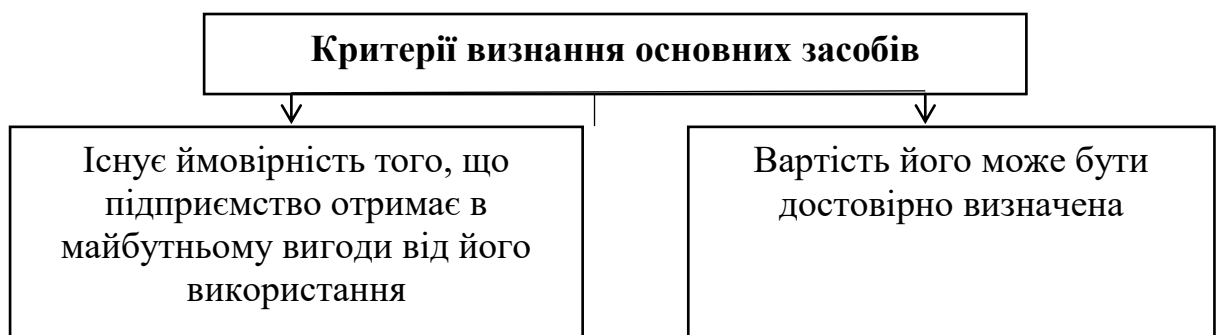 Критерії визнання основних засобів
Існує ймовірність того, що
підприємство отримає в
майбутньому вигоди від його
використання
Вартість його може бути
достовірно визначена